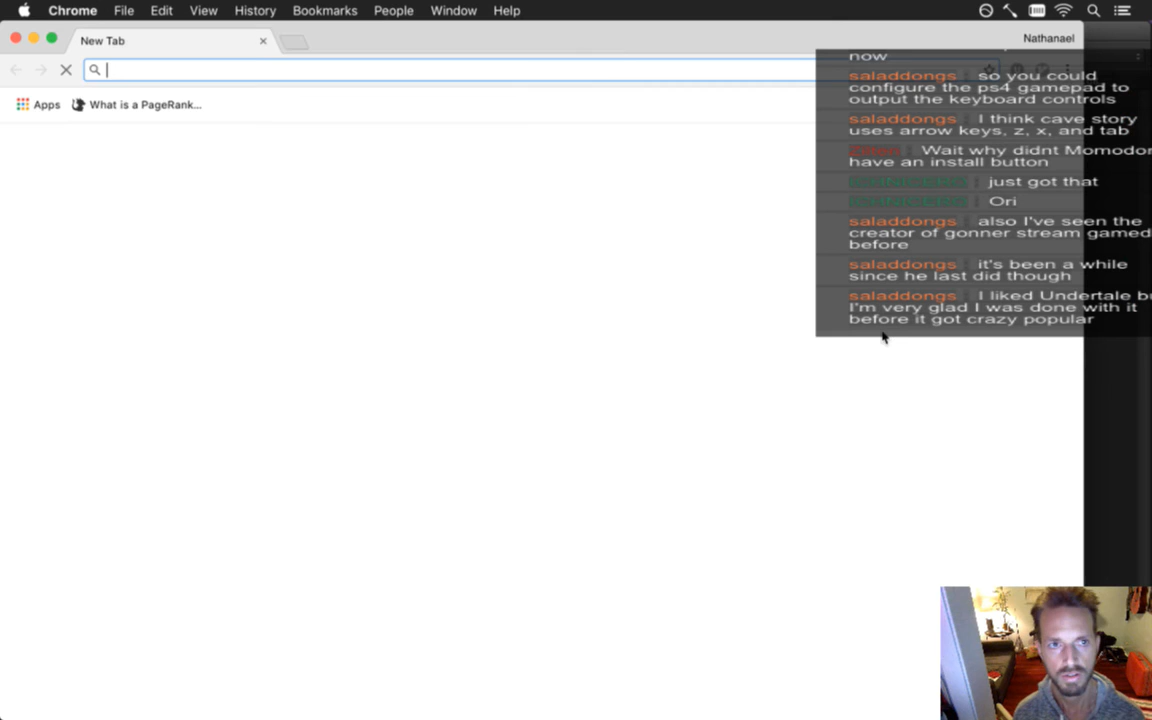 Chrome File Edit View History Bookmarks People Window Help
New Tab
Nathanael
Apps What is a PageRank...
now
saladdongs : so you could
configure the ps4 gamepad to
output the keyboard controls
saladdongs : I think cave story
uses arrow keys, z, x, and tab
Wait why didnt Momodor
have an install button
just got that
Ori
saladdongs : also I've seen the
creator of gonner stream gamed
before
saladdongs : it's been a while
since he last did though
saladdongs : I liked Undertale bu
I'm very glad I was done with it
before it got crazy popular